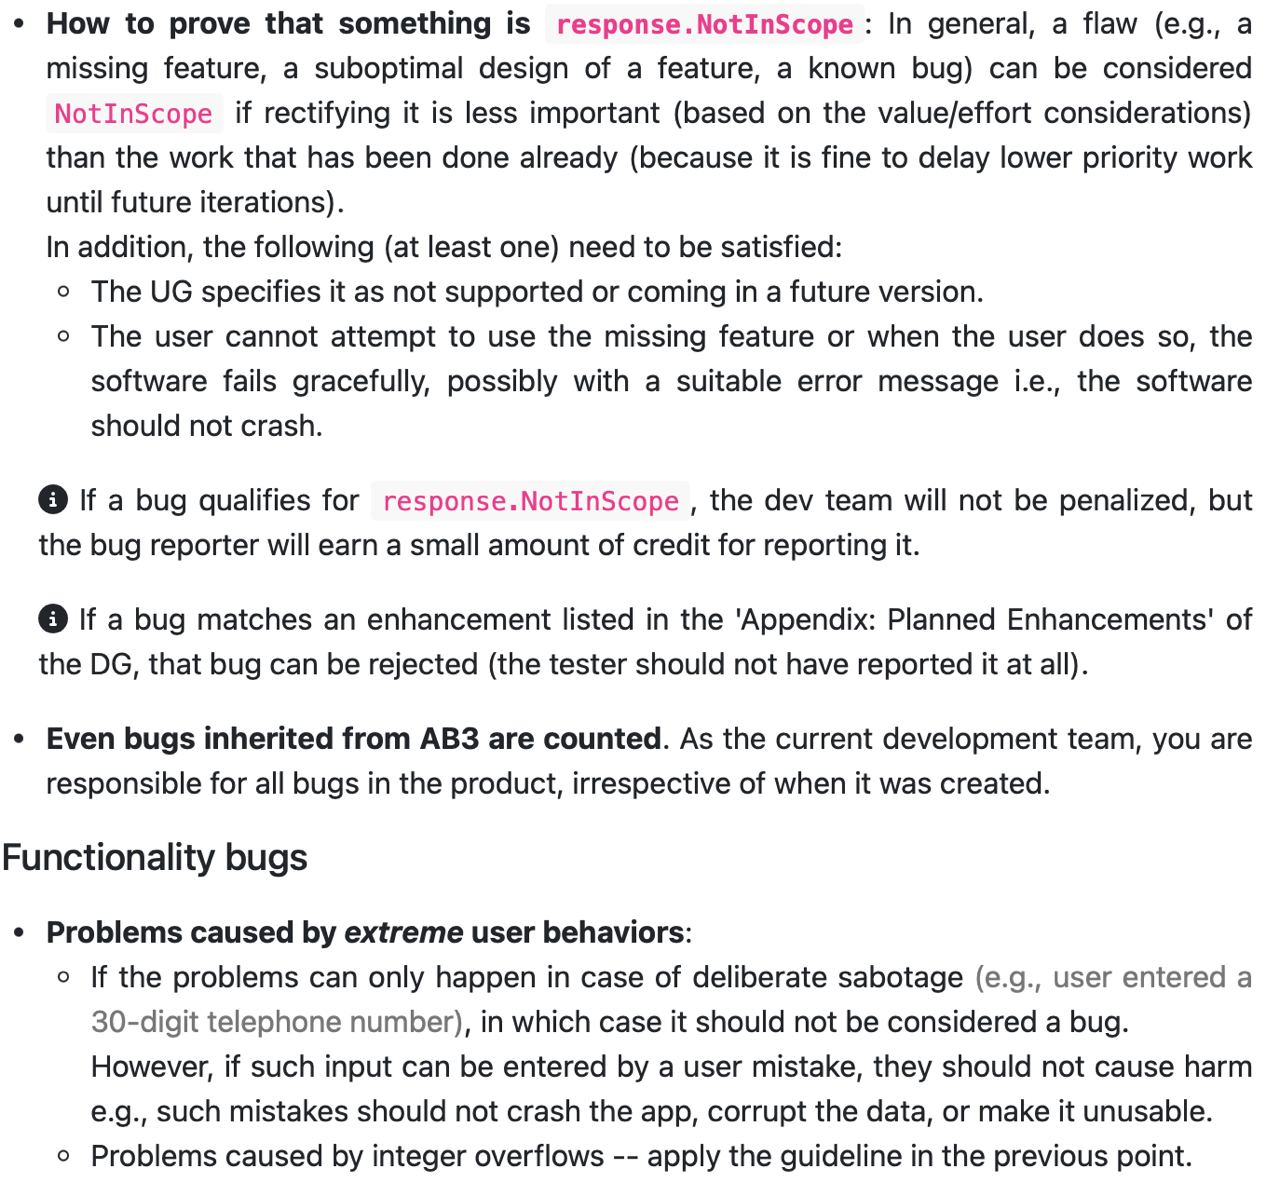 • How to prove that something is response.NotInScope : In general, a flaw (e.g., a
missing feature, a suboptimal design of a feature, a known bug) can be considered
NotInScope if rectifying it is less important (based on the value/effort considerations)
than the work that has been done already (because it is fine to delay lower priority work
until future iterations).
In addition, the following (at least one) need to be satisfied:
◦ The UG specifies it as not supported or coming in a future version.
◦ The user cannot attempt to use the missing feature or when the user does so, the
software fails gracefully, possibly with a suitable error message i.e., the software
should not crash.
If a bug qualifies for response.NotInScope , the dev team will not be penalized, but
the bug reporter will earn a small amount of credit for reporting it.
If a bug matches an enhancement listed in the 'Appendix: Planned Enhancements' of
the DG, that bug can be rejected (the tester should not have reported it at all).
• Even bugs inherited from AB3 are counted. As the current development team, you are
responsible for all bugs in the product, irrespective of when it was created.
Functionality bugs
• Problems caused by extreme user behaviors:
◦ If the problems can only happen in case of deliberate sabotage (e.g., user entered a
30-digit telephone number), in which case it should not be considered a bug.
However, if such input can be entered by a user mistake, they should not cause harm
e.g., such mistakes should not crash the app, corrupt the data, or make it unusable.
◦ Problems caused by integer overflows -- apply the guideline in the previous point.